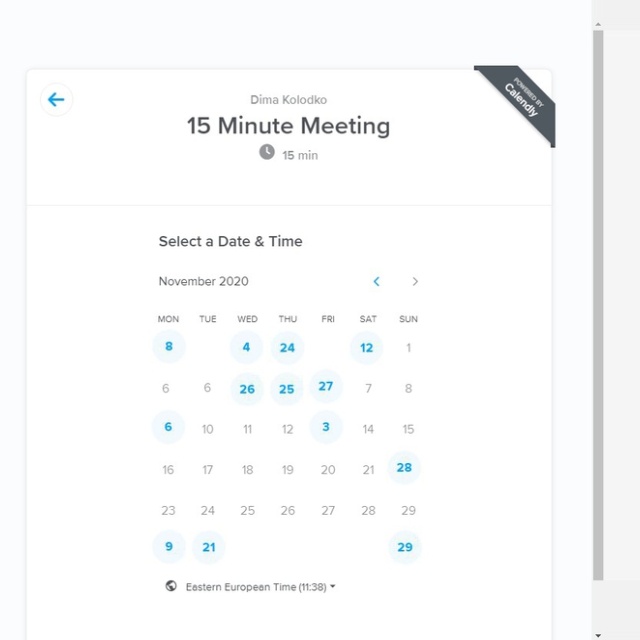 POWERED BY
Calendly
Dima Kolodko
15 Minute Meeting
15 min
Select a Date & Time
November 2020
MON TUE WED THU FRI SAT SUN
8 4 24 12 1
6 6 26 25 27 7 8
6 10 11 12 3 14 15
16 17 18 19 20 21 28
23 24 25 26 27 28 29
9 21 29
Eastern European Time (11:38)